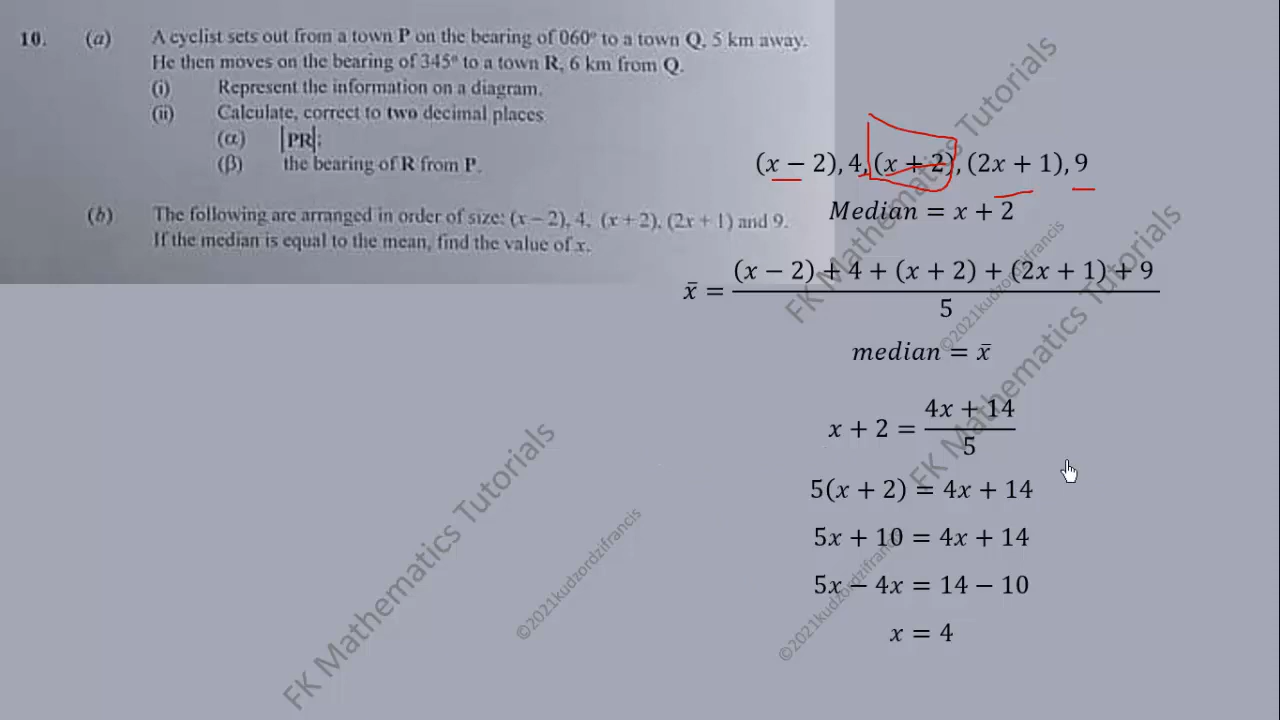 10. (a) A cyclist sets out from a town P on the bearing of 060° to a town Q, 5 km away.
He then moves on the bearing of 345° to a town R, 6 km from Q.
(i) Represent the information on a diagram.
(ii) Calculate, correct to two decimal places
(α) |PR|;
(β) the bearing of R from P.
(b) The following are arranged in order of size: (x − 2), 4, (x + 2), (2x + 1) and 9.
If the median is equal to the mean, find the value of x.
(x − 2), 4, (x + 2), (2x + 1), 9
Median = x + 2
x̄ = \frac{(x − 2) + 4 + (x + 2) + (2x + 1) + 9}{5}
median = x̄
x + 2 = \frac{4x + 14}{5}
5(x + 2) = 4x + 14
5x + 10 = 4x + 14
5x − 4x = 14 − 10
x = 4
FK Mathematics Tutorials
©2021kudzordzifrancis
FK Mathematics Tutorials
©2021kudzordzifrancis
FK Mathematics Tutorials
©2021kudzordzifrancis
FK Mathematics Tutorials